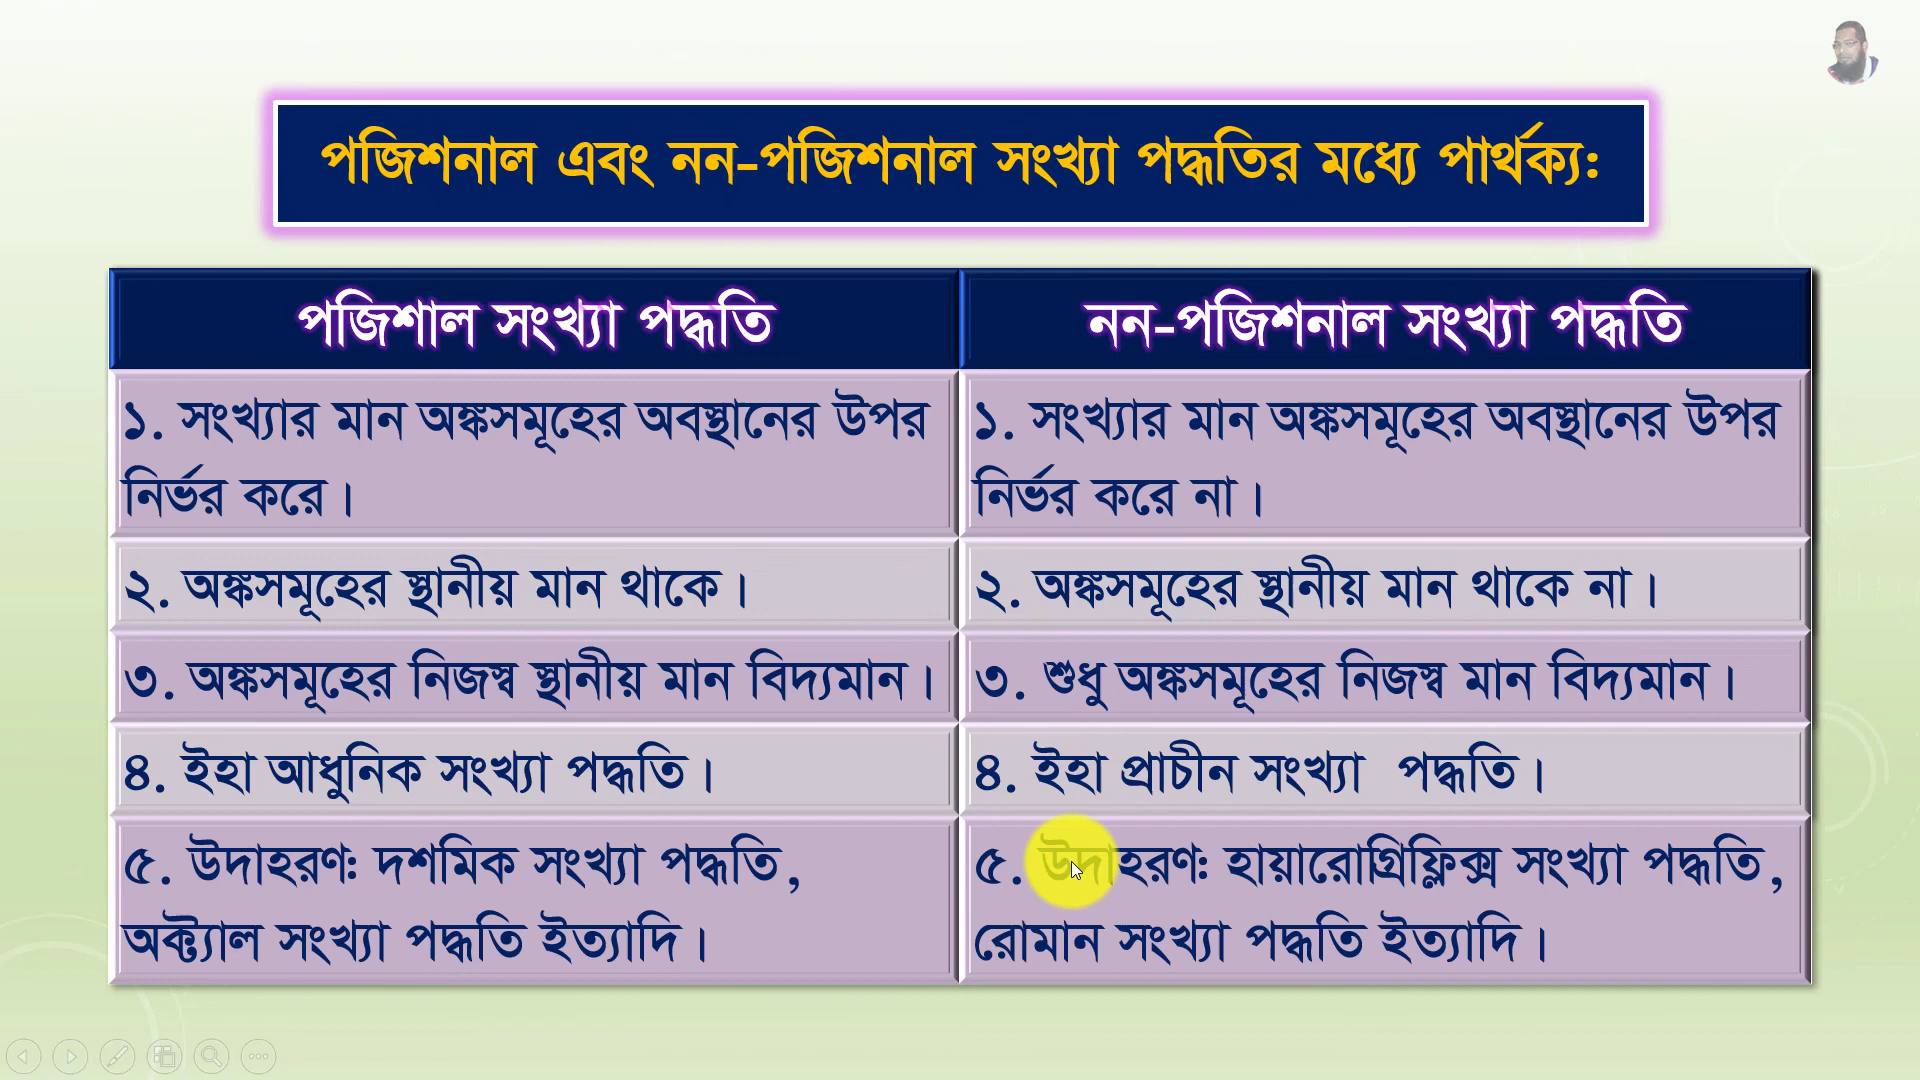 পজিশনাল এবং নন-পজিশনাল সংখ্যা পদ্ধতির মধ্যে পার্থক্য:
পজিশাল সংখ্যা পদ্ধতি
নন-পজিশনাল সংখ্যা পদ্ধতি
১. সংখ্যার মান অঙ্কসমূহের অবস্থানের উপর
নির্ভর করে।
১. সংখ্যার মান অঙ্কসমূহের অবস্থানের উপর
নির্ভর করে না।
২. অঙ্কসমূহের স্থানীয় মান থাকে।
২. অঙ্কসমূহের স্থানীয় মান থাকে না।
৩. অঙ্কসমূহের নিজস্ব স্থানীয় মান বিদ্যমান।
৩. শুধু অঙ্কসমূহের নিজস্ব মান বিদ্যমান।
৪. ইহা আধুনিক সংখ্যা পদ্ধতি।
৪. ইহা প্রাচীন সংখ্যা পদ্ধতি।
৫. উদাহরণ: দশমিক সংখ্যা পদ্ধতি,
অক্ট্যাল সংখ্যা পদ্ধতি ইত্যাদি।
৫. উদাহরণ: হায়ারোগ্রিফ্লিক্স সংখ্যা পদ্ধতি,
রোমান সংখ্যা পদ্ধতি ইত্যাদি।